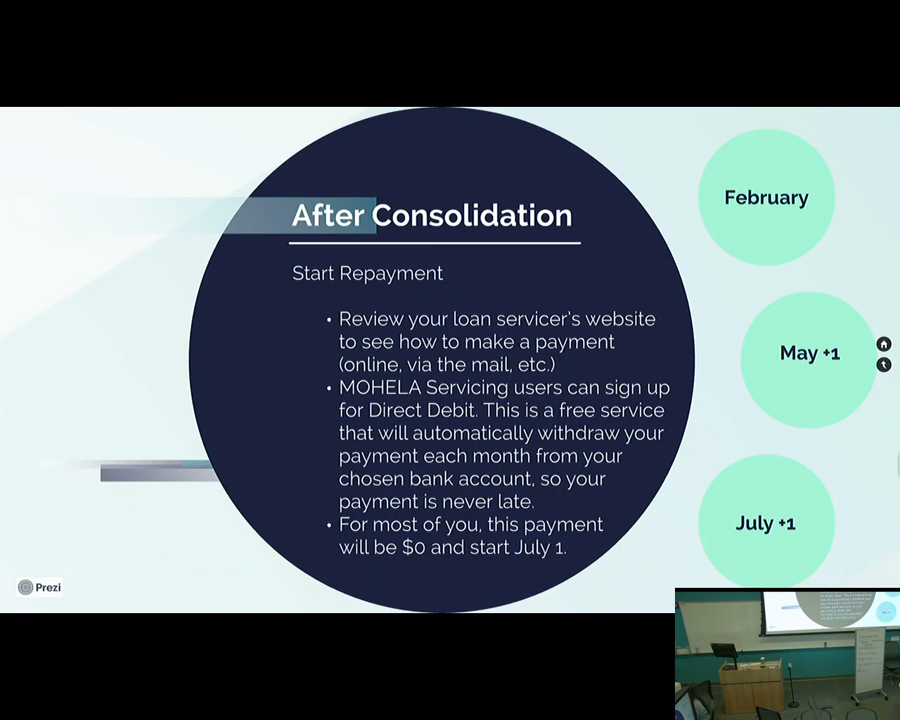 After Consolidation
Start Repayment
• Review your loan servicer's website
to see how to make a payment
(online, via the mail, etc.)
• MOHELA Servicing users can sign up
for Direct Debit. This is a free service
that will automatically withdraw your
payment each month from your
chosen bank account, so your
payment is never late.
• For most of you, this payment
will be $0 and start July 1.
February
May +1
July +1
Prezi